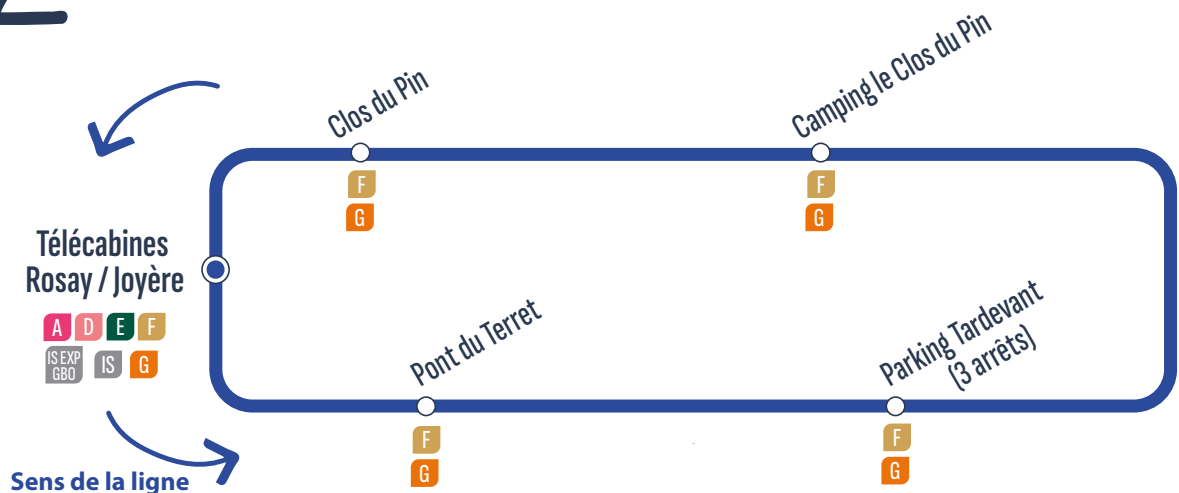 Clos du Pin
F
G
Camping le Clos du Pin
F
G
Télécabines
Rosay / Joyère
A D E F
IS EXP
GBO
IS G
Pont du Terret
F
G
Parking Tardevant
(3 arrêts)
F
G
Sens de la ligne